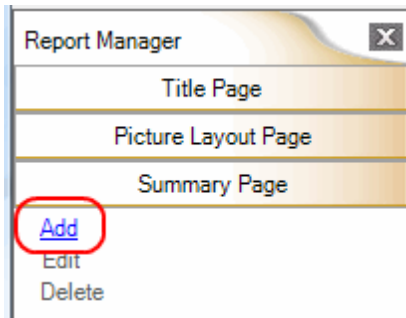 Report Manager
Title Page
Picture Layout Page
Summary Page
Add
Edit
Delete